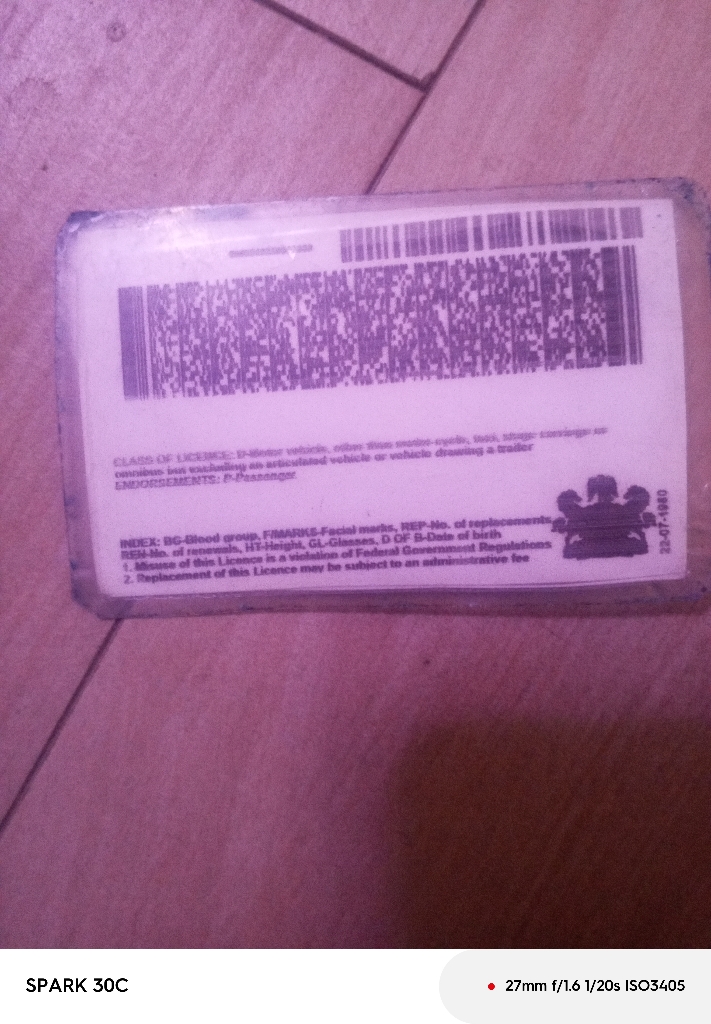 CLASS OF LICENCE: D-Motor vehicle, other than motor-cycle, taxi, stage carriage or
omnibus but excluding an articulated vehicle or vehicle drawing a trailer
ENDORSEMENTS: P-Passenger
INDEX: BG-Blood group, F/MARKS-Facial marks, REP-No. of replacements
REN-No. of renewals, HT-Height, GL-Glasses, D OF B-Date of birth
1. Misuse of this Licence is a violation of Federal Government Regulations
2. Replacement of this Licence may be subject to an administrative fee
22-07-1980
SPARK 30C
27mm f/1.6 1/20s ISO3405